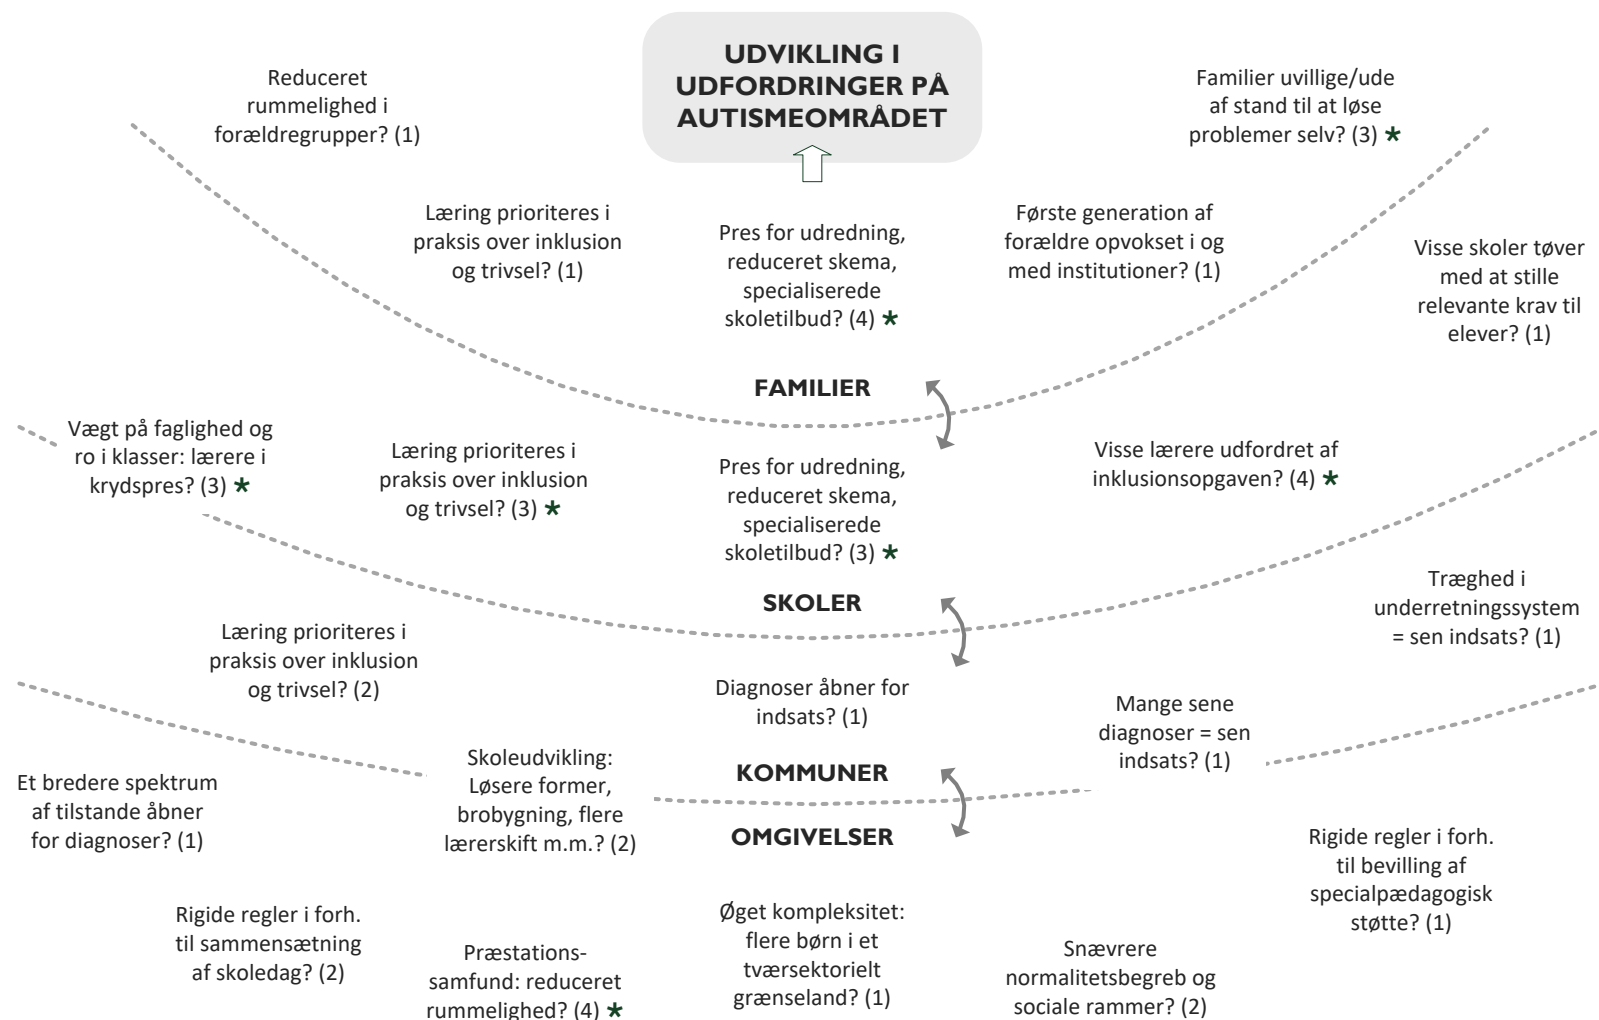 UDVIKLING I
UDFORDRINGER PÅ
AUTISMEOMRÅDET
Reduceret
rummelighed i
forældregrupper? (1)
Familier uvillige/ude
af stand til at løse
problemer selv? (3) *
Læring prioriteres i
praksis over inklusion
og trivsel? (1)
Pres for udredning,
reduceret skema,
specialiserede
skoletilbud? (4) *
Første generation af
forældre opvokset i og
med institutioner? (1)
Visse skoler tøver
med at stille
relevante krav til
elever? (1)
FAMILIER
Vægt på faglighed og
ro i klasser: lærere i
krydspres? (3) *
Læring prioriteres i
praksis over inklusion
og trivsel? (3) *
Pres for udredning,
reduceret skema,
specialiserede
skoletilbud? (3) *
Visse lærere udfordret af
inklusionsopgaven? (4) *
SKOLER
Træghed i
underretningssystem
= sen indsats? (1)
Læring prioriteres i
praksis over inklusion
og trivsel? (2)
Diagnoser åbner for
indsats? (1)
Mange sene
diagnoser = sen
indsats? (1)
KOMMUNER
Et bredere spektrum
af tilstande åbner
for diagnoser? (1)
Skoleudvikling:
Løsere former,
brobygning, flere
lærerskift m.m.? (2)
OMGIVELSER
Rigide regler i forh.
til bevilling af
specialpædagogisk
støtte? (1)
Rigide regler i forh.
til sammensætning
af skoledag? (2)
Præstations-
samfund: reduceret
rummelighed? (4) *
Øget kompleksitet:
flere børn i et
tværsektorielt
grænseland? (1)
Snævrere
normalitetsbegreb og
sociale rammer? (2)